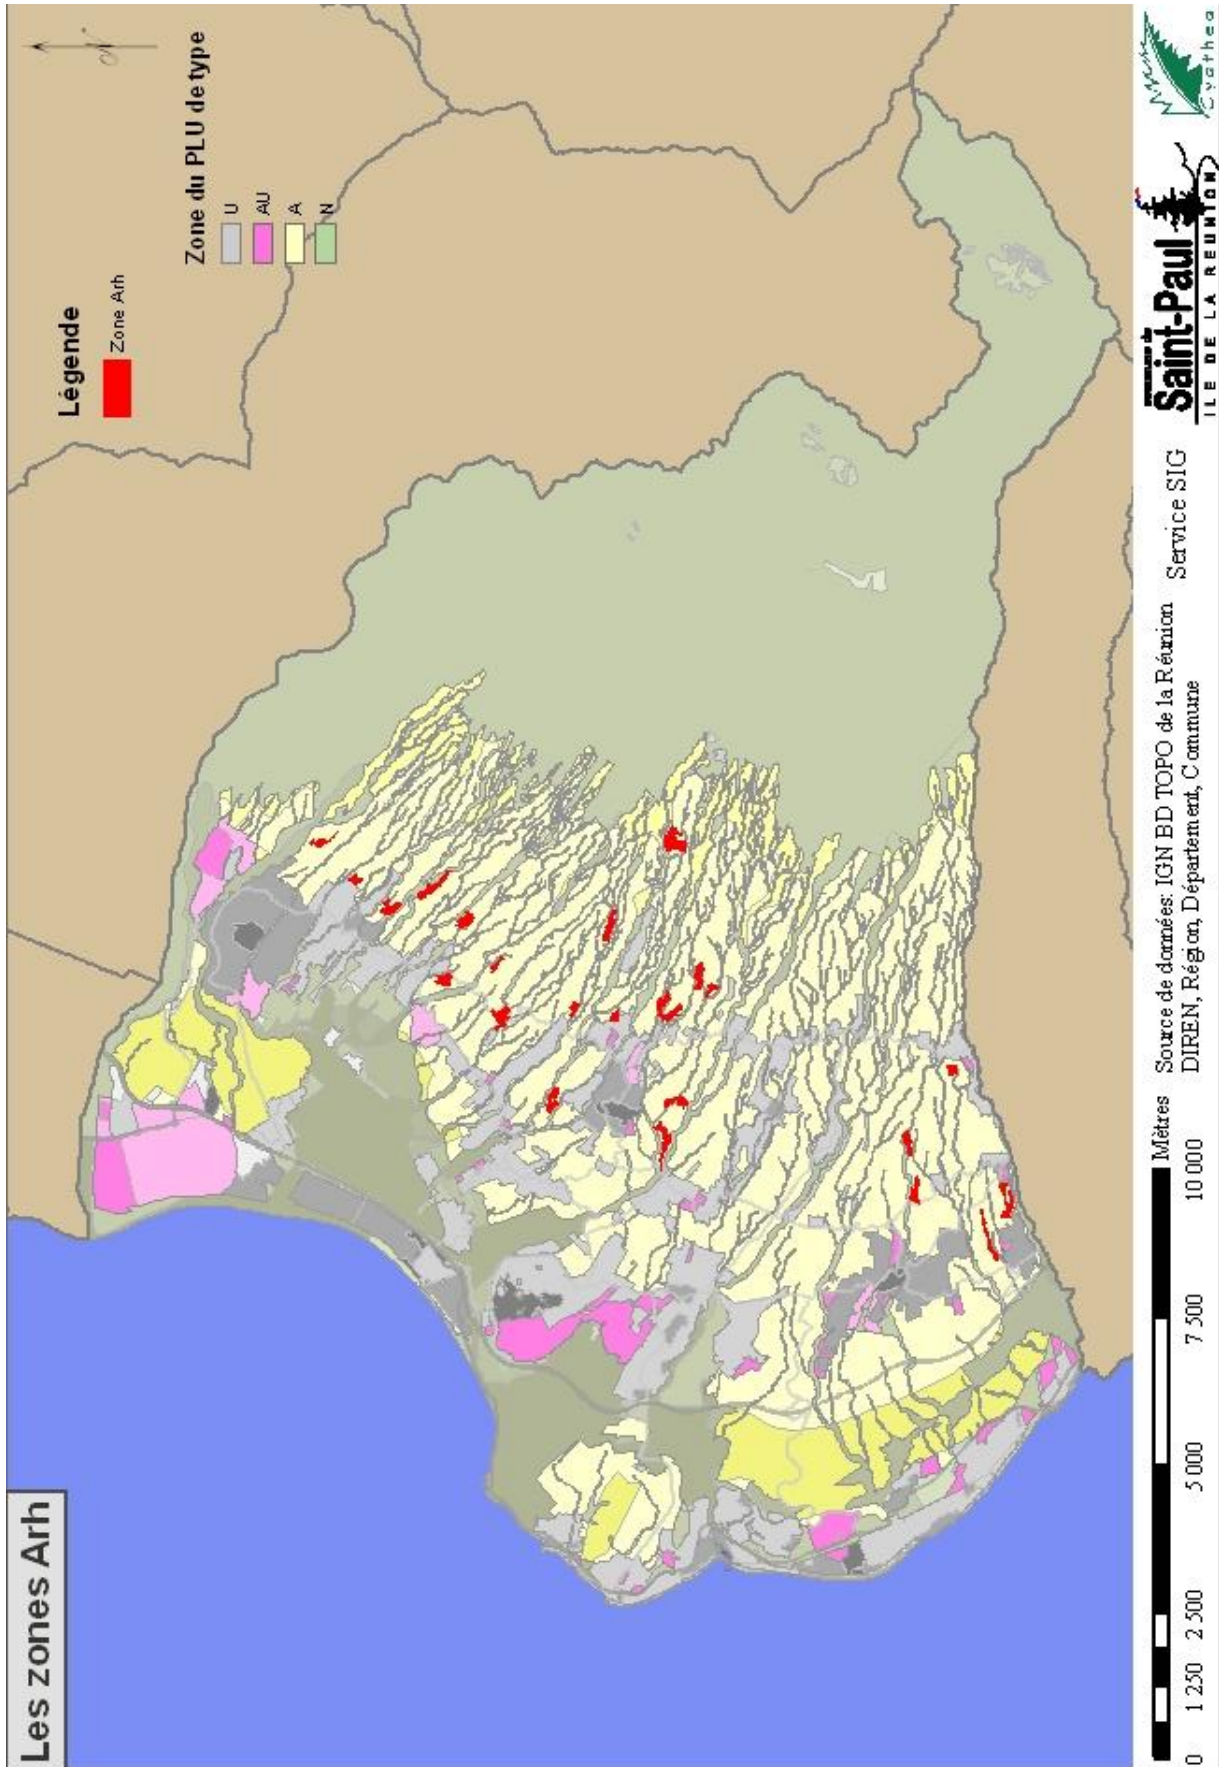 Les zones Arh
Légende
Zone Arh
Zone du PLU de type
U
AU
A
N
N
0 1 250 2 500 5 000 7 500 10 000 Mètres
Source de données: IGN BD TOPO de la Réunion
DIREN, Région, Département, Commune
Service SIG
Saint-Paul
ILE DE LA REUNION
Cyathea